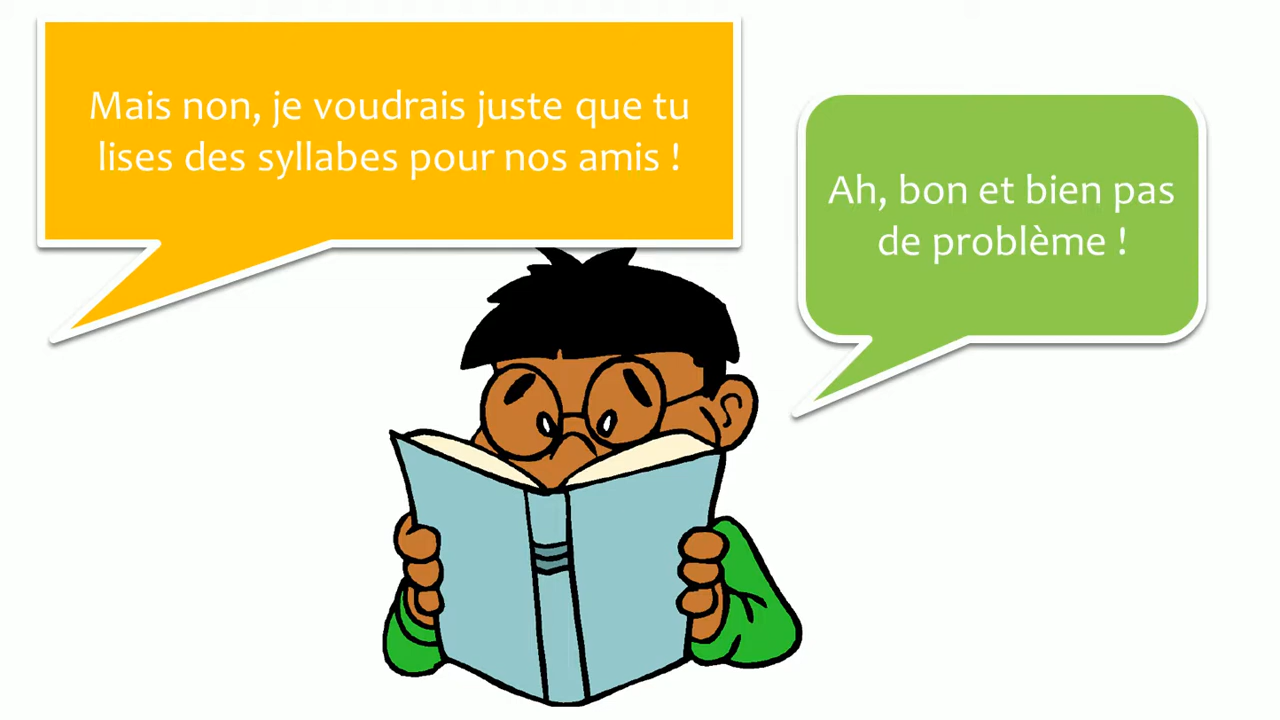 Mais non, je voudrais juste que tu
lises des syllabes pour nos amis !
Ah, bon et bien pas
de problème !